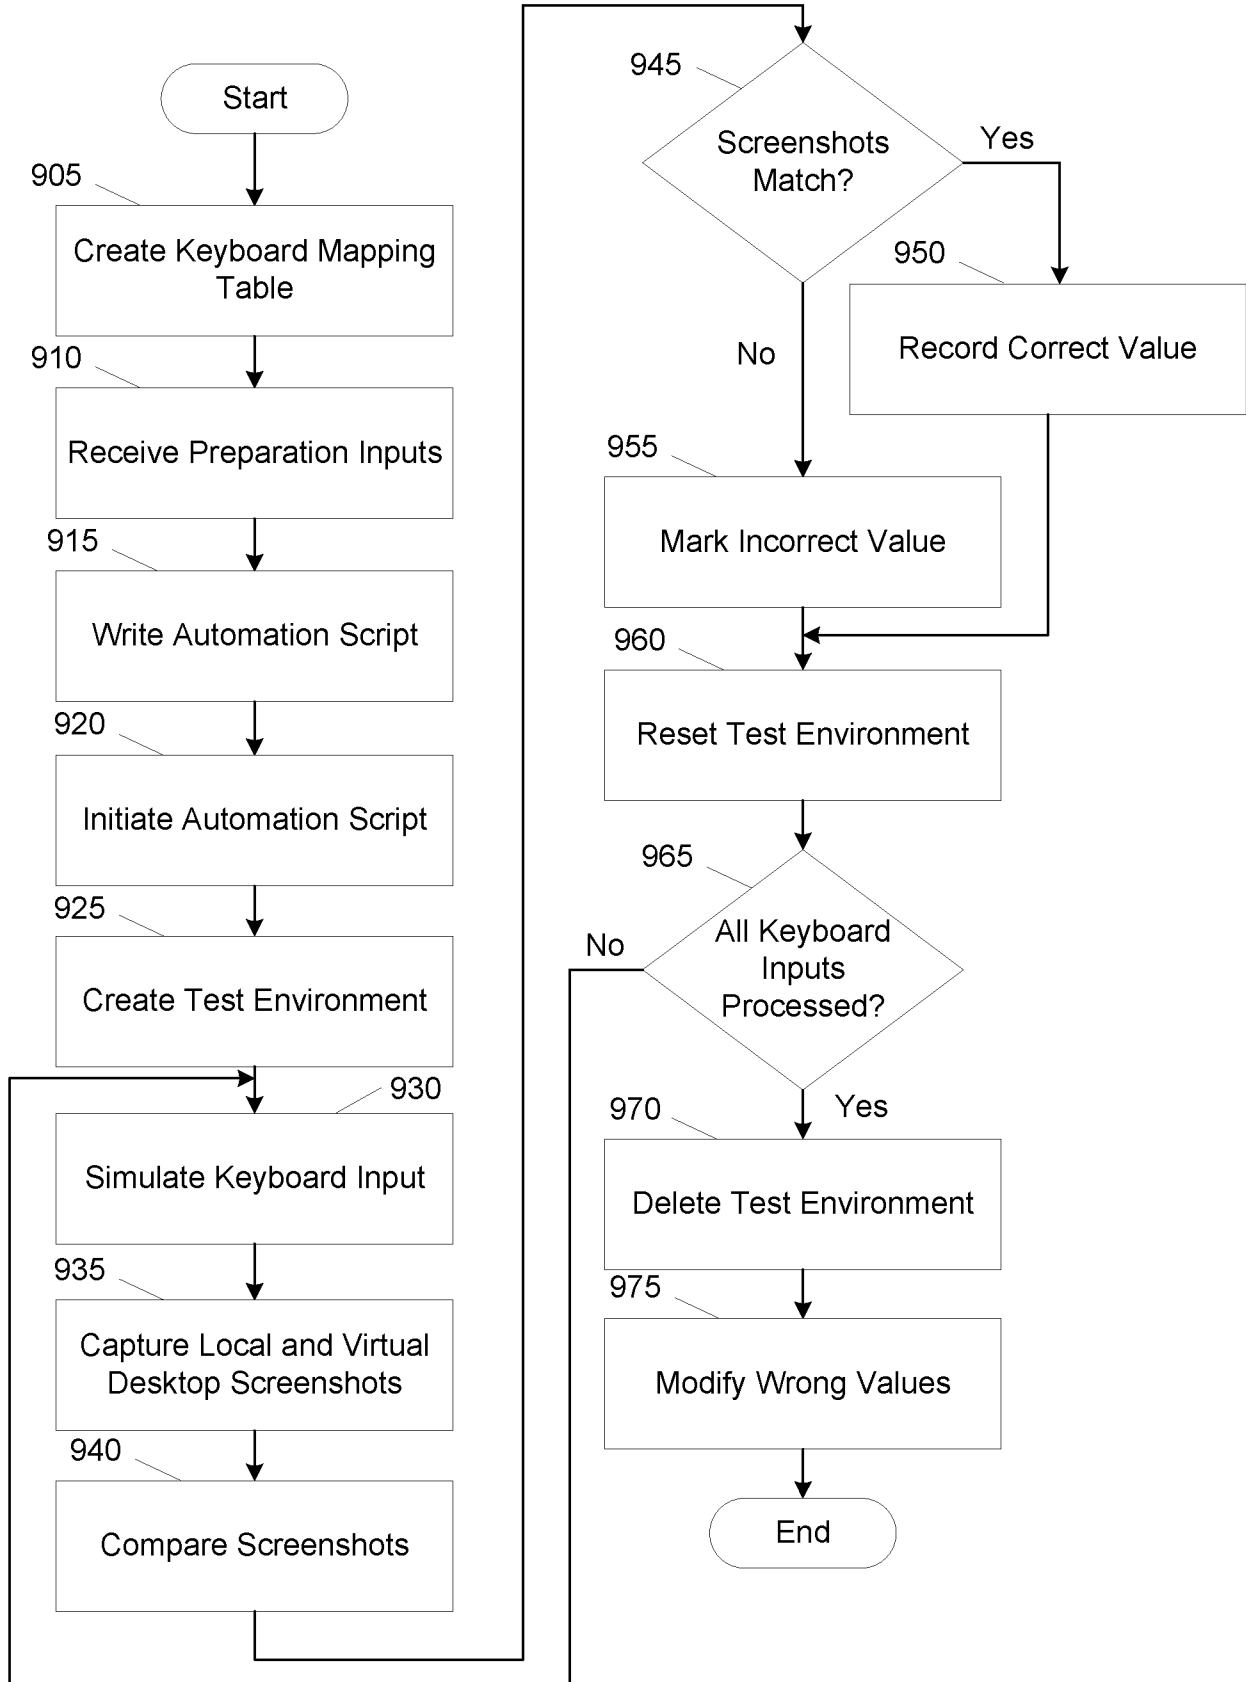 Start
905
Create Keyboard Mapping
Table
910
Receive Preparation Inputs
915
Write Automation Script
920
Initiate Automation Script
925
Create Test Environment
930
Simulate Keyboard Input
935
Capture Local and Virtual
Desktop Screenshots
940
Compare Screenshots
945
Screenshots
Match?
Yes
950
Record Correct Value
No
955
Mark Incorrect Value
960
Reset Test Environment
965
All Keyboard
Inputs
Processed?
No
Yes
970
Delete Test Environment
975
Modify Wrong Values
End